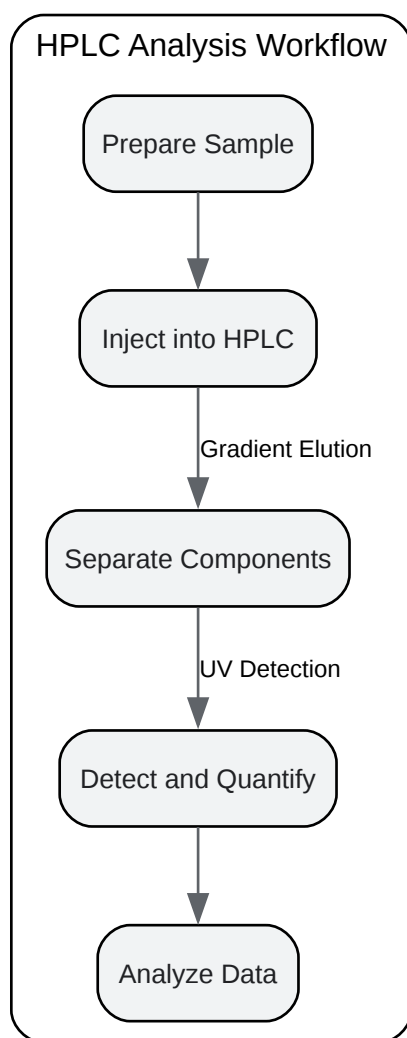 HPLC Analysis Workflow
Prepare Sample
Inject into HPLC
Gradient Elution
Separate Components
UV Detection
Detect and Quantify
Analyze Data